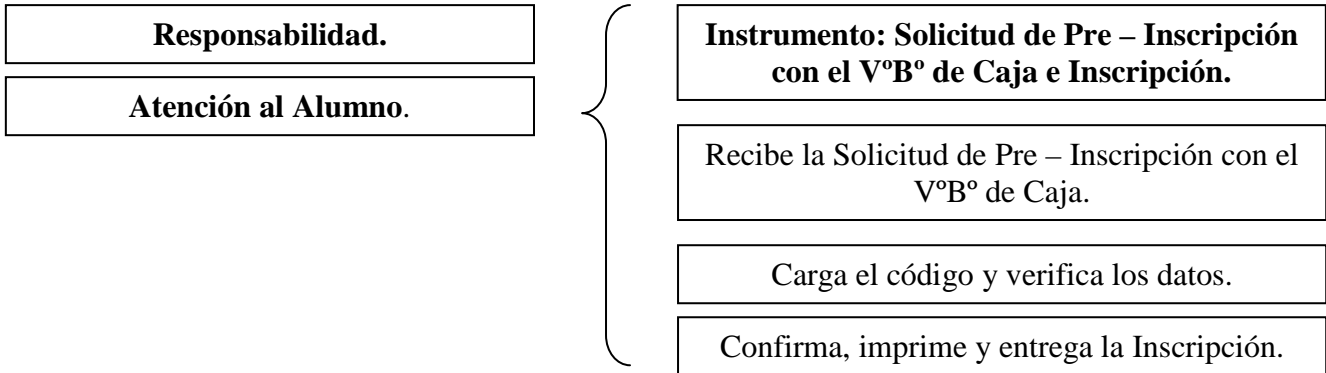 Responsabilidad.
Atención al Alumno.
Instrumento: Solicitud de Pre – Inscripción
con el VºBº de Caja e Inscripción.
Recibe la Solicitud de Pre – Inscripción con el
VºBº de Caja.
Carga el código y verifica los datos.
Confirma, imprime y entrega la Inscripción.